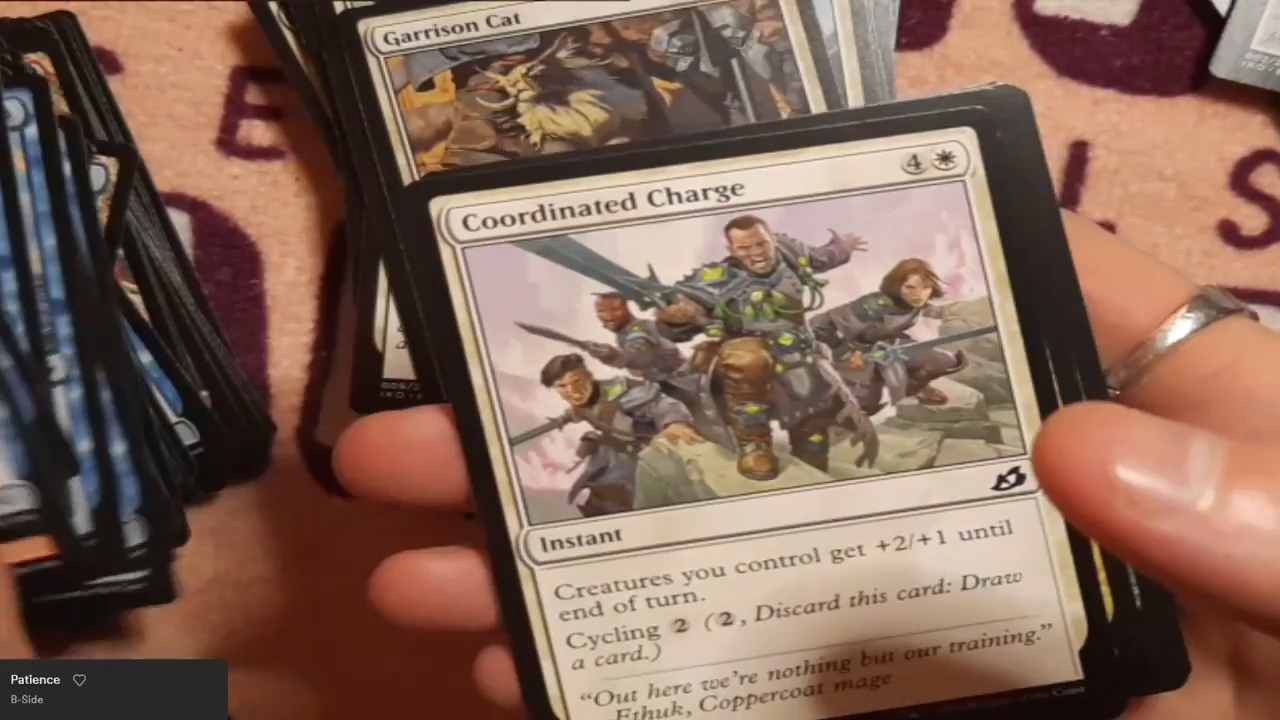 Garrison Cat
Coordinated Charge
4
Instant
Creatures you control get +2/+1 until
end of turn.
Cycling 2 (2, Discard this card: Draw
a card.)
"Out here we're nothing but our training."
Ethuk, Coppercoat mage
Patience
B-Side